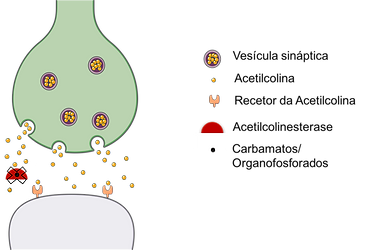 Vesícula sináptica
Acetilcolina
Recetor da Acetilcolina
Acetilcolinesterase
Carbamatos/
Organofosforados